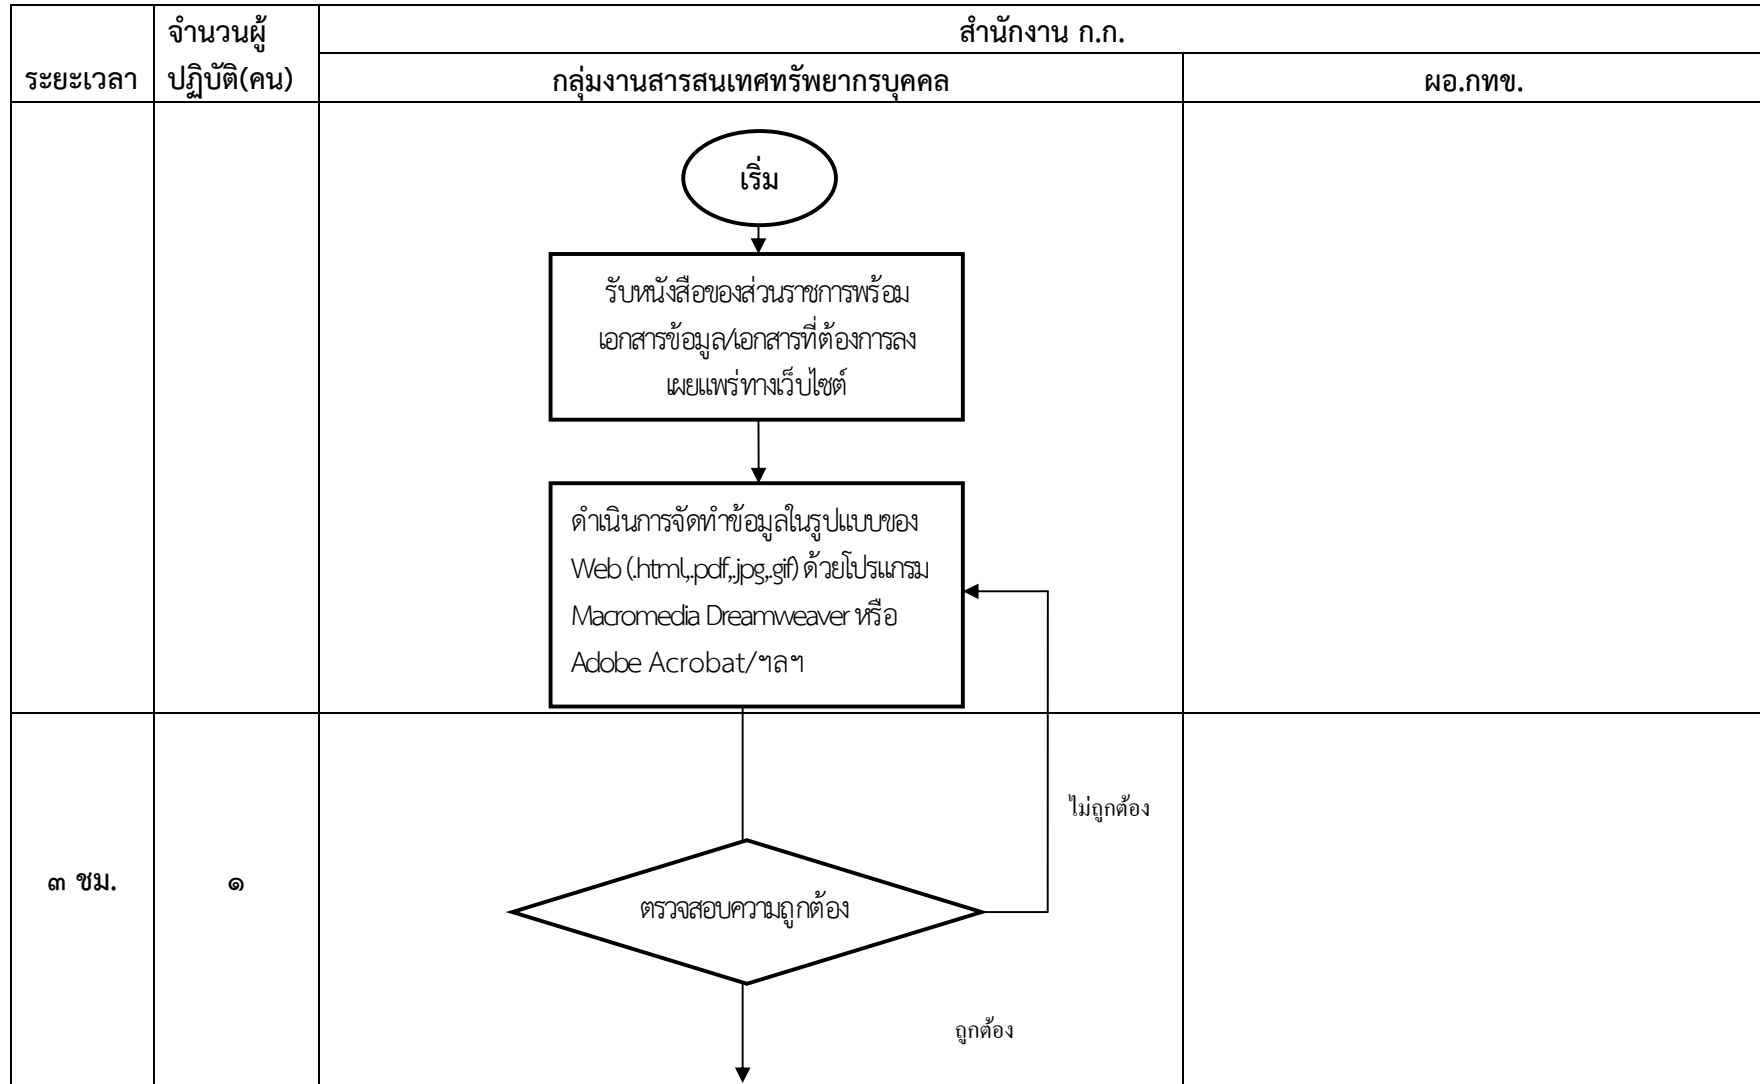 ระยะเวลา
จำนวนผู้
ปฏิบัติ(คน)
สำนักงาน ก.ก.
กลุ่มงานสารสนเทศทรัพยากรบุคคล
ผอ.กทข.
เริ่ม
รับหนังสือของส่วนราชการพร้อม
เอกสารข้อมูล/เอกสารที่ต้องการลง
เผยแพร่ทางเว็บไซต์
ดำเนินการจัดทำข้อมูลในรูปแบบของ
Web (.html,.pdf,.jpg,.gif) ด้วยโปรแกรม
Macromedia Dreamweaver หรือ
Adobe Acrobat/ฯลฯ
ไม่ถูกต้อง
๓ ชม.
๑
ตรวจสอบความถูกต้อง
ถูกต้อง